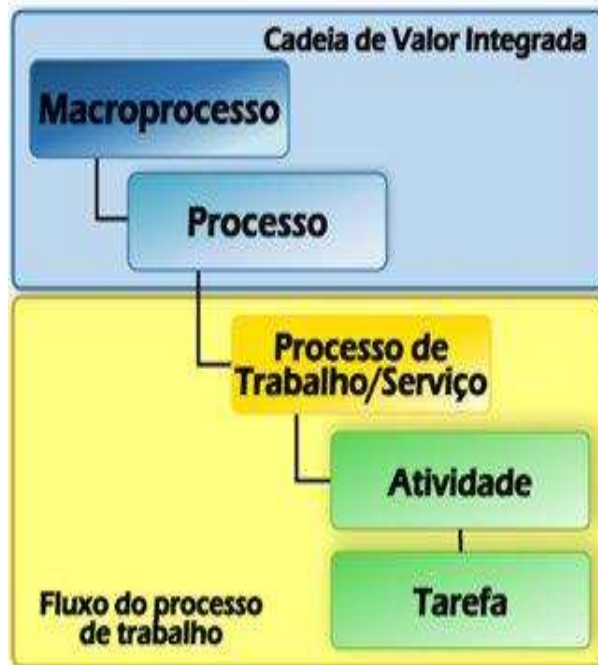 Cadeia de Valor Integrada
Macroprocesso
Processo
Processo de
Trabalho/Serviço
Atividade
Tarefa
Fluxo do processo
de trabalho